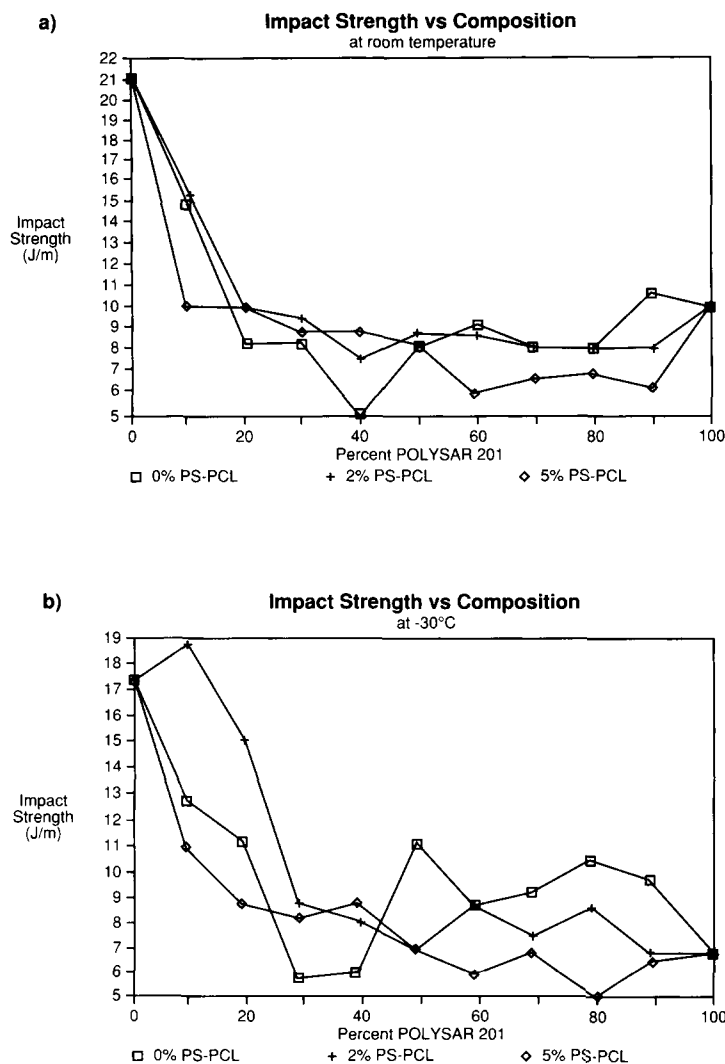 a)
Impact Strength vs Composition
at room temperature
22
21
20
19
18
17
16
15
14
13
12
11
10
9
8
7
6
5
Impact
Strength
(J/m)
0 20 40 60 80 100
Percent POLYSAR 201
0% PS-PCL 2% PS-PCL 5% PS-PCL
b)
Impact Strength vs Composition
at -30°C
19
18
17
16
15
14
13
12
11
10
9
8
7
6
5
Impact
Strength
(J/m)
0 20 40 60 80 100
Percent POLYSAR 201
0% PS-PCL 2% PS-PCL 5% PS-PCL